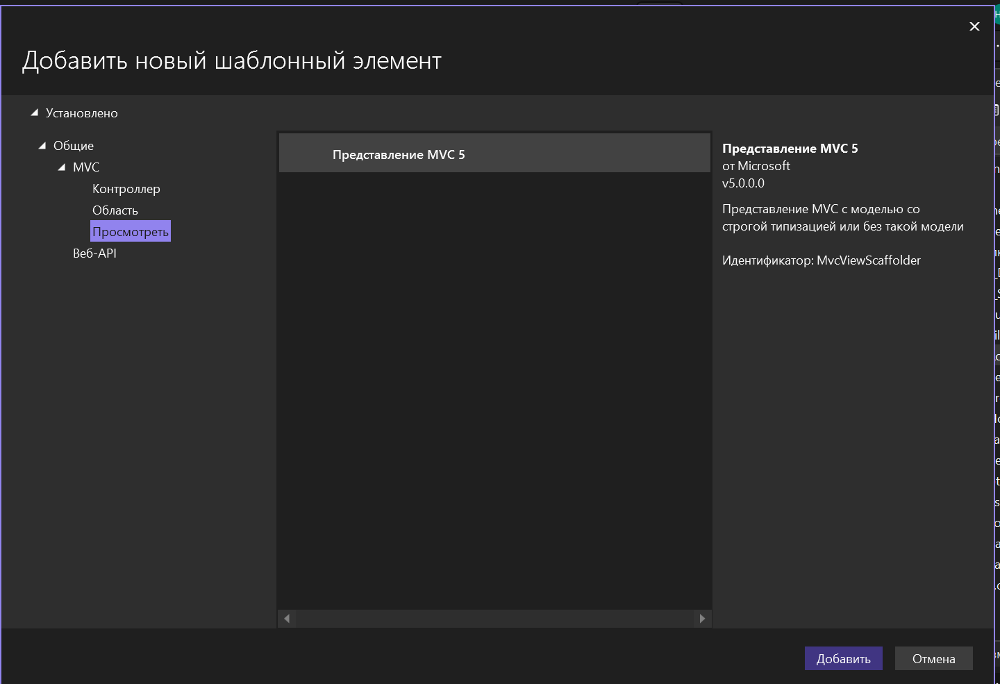 Добавить новый шаблонный элемент
Установлено
Общие
MVC
Контроллер
Область
Просмотреть
Веб-API
Представление MVC 5
Представление MVC 5
от Microsoft
v5.0.0.0
Представление MVC с моделью со
строгой типизацией или без такой модели
Идентификатор: MvcViewScaffolder
Добавить
Отмена